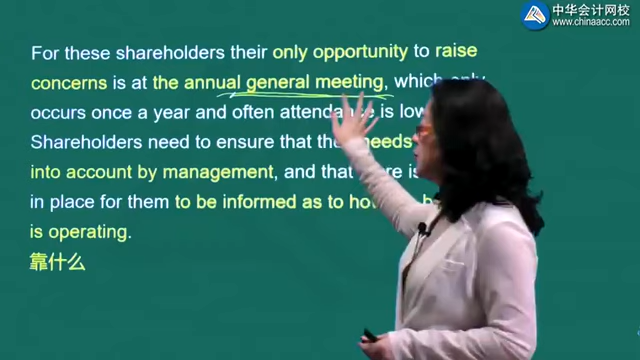 中华会计网校
www.chinaacc.com
For these shareholders their only opportunity to raise
concerns is at the annual general meeting, which only
occurs once a year and often attendance is low
Shareholders need to ensure that the needs
into account by management, and that is
in place for them to be informed as to
is operating.
靠什么